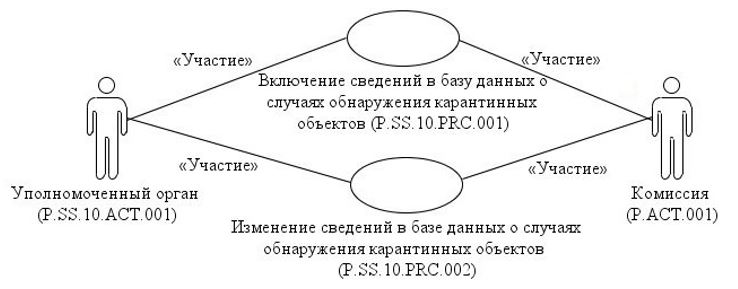 «Участие»
«Участие»
Включение сведений в базу данных о
случаях обнаружения карантинных
объектов (P.SS.10.PRC.001)
«Участие»
«Участие»
Уполномоченный орган
(P.SS.10.ACT.001)
Комиссия
(P.ACT.001)
Изменение сведений в базе данных о случаях
обнаружения карантинных объектов
(P.SS.10.PRC.002)